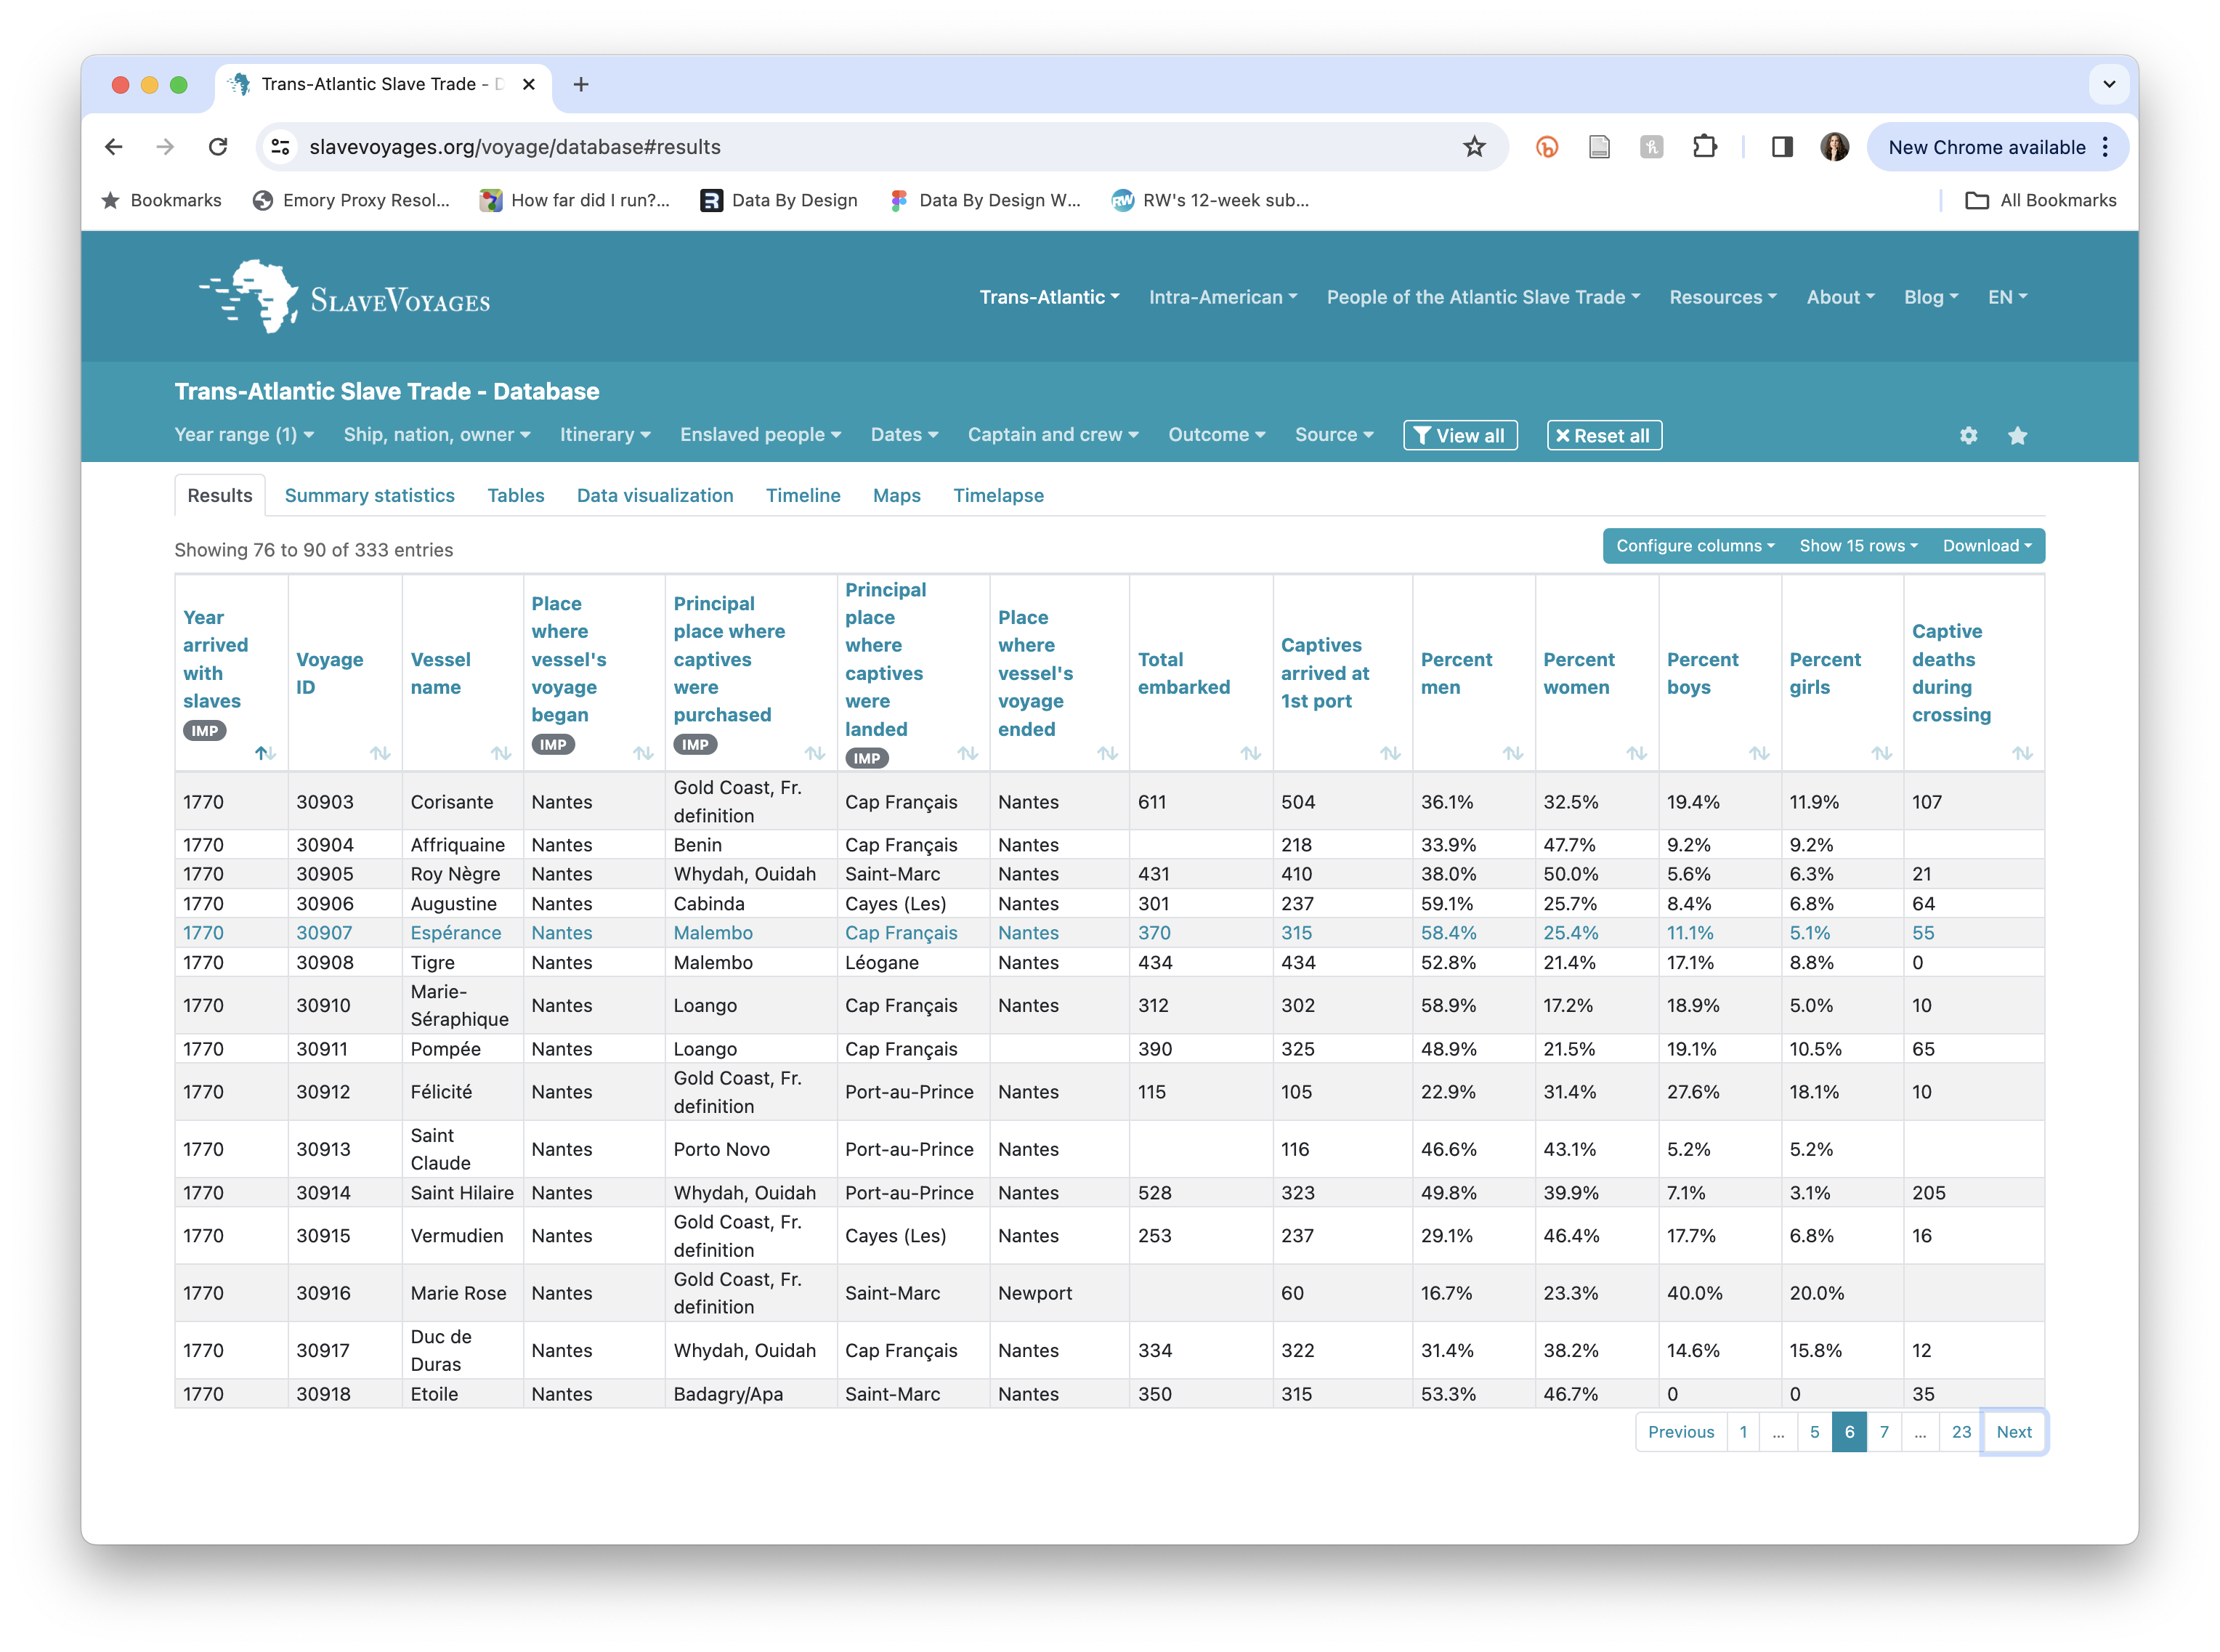 Trans-Atlantic Slave Trade - D
slavevoyages.org/voyage/database#results
New Chrome available
Bookmarks Emory Proxy Resol... How far did I run?... Data By Design Data By Design W... RW's 12-week sub... All Bookmarks
SLAVEVOYAGES
Trans-Atlantic Intra-American People of the Atlantic Slave Trade Resources About Blog EN
Trans-Atlantic Slave Trade - Database
Year range (1) Ship, nation, owner Itinerary Enslaved people Dates Captain and crew Outcome Source View all Reset all
Results Summary statistics Tables Data visualization Timeline Maps Timelapse
Showing 76 to 90 of 333 entries
Configure columns Show 15 rows Download
Year
arrived
with
slaves
IMP
Voyage
ID
Vessel
name
Place
where
vessel's
voyage
began
IMP
Principal
place where
captives
were
purchased
IMP
Principal
place
where
captives
were
landed
IMP
Place
where
vessel's
voyage
ended
Total
embarked
Captives
arrived at
1st port
Percent
men
Percent
women
Percent
boys
Percent
girls
Captive
deaths
during
crossing
1770 30903 Corisante Nantes Gold Coast, Fr.
definition Cap Français Nantes 611 504 36.1% 32.5% 19.4% 11.9% 107
1770 30904 Affriquaine Nantes Benin Cap Français Nantes 218 33.9% 47.7% 9.2% 9.2%
1770 30905 Roy Nègre Nantes Whydah, Ouidah Saint-Marc Nantes 431 410 38.0% 50.0% 5.6% 6.3% 21
1770 30906 Augustine Nantes Cabinda Cayes (Les) Nantes 301 237 59.1% 25.7% 8.4% 6.8% 64
1770 30907 Espérance Nantes Malembo Cap Français Nantes 370 315 58.4% 25.4% 11.1% 5.1% 55
1770 30908 Tigre Nantes Malembo Léogane Nantes 434 434 52.8% 21.4% 17.1% 8.8% 0
1770 30910 Marie-
Séraphique Nantes Loango Cap Français Nantes 312 302 58.9% 17.2% 18.9% 5.0% 10
1770 30911 Pompée Nantes Loango Cap Français 390 325 48.9% 21.5% 19.1% 10.5% 65
1770 30912 Félicité Nantes Gold Coast, Fr.
definition Port-au-Prince Nantes 115 105 22.9% 31.4% 27.6% 18.1% 10
1770 30913 Saint
Claude Nantes Porto Novo Port-au-Prince Nantes 116 46.6% 43.1% 5.2% 5.2%
1770 30914 Saint Hilaire Nantes Whydah, Ouidah Port-au-Prince Nantes 528 323 49.8% 39.9% 7.1% 3.1% 205
1770 30915 Vermudien Nantes Gold Coast, Fr.
definition Cayes (Les) Nantes 253 237 29.1% 46.4% 17.7% 6.8% 16
1770 30916 Marie Rose Nantes Gold Coast, Fr.
definition Saint-Marc Newport 60 16.7% 23.3% 40.0% 20.0%
1770 30917 Duc de
Duras Nantes Whydah, Ouidah Cap Français Nantes 334 322 31.4% 38.2% 14.6% 15.8% 12
1770 30918 Etoile Nantes Badagry/Apa Saint-Marc Nantes 350 315 53.3% 46.7% 0 0 35
Previous 1 ... 5 6 7 ... 23 Next